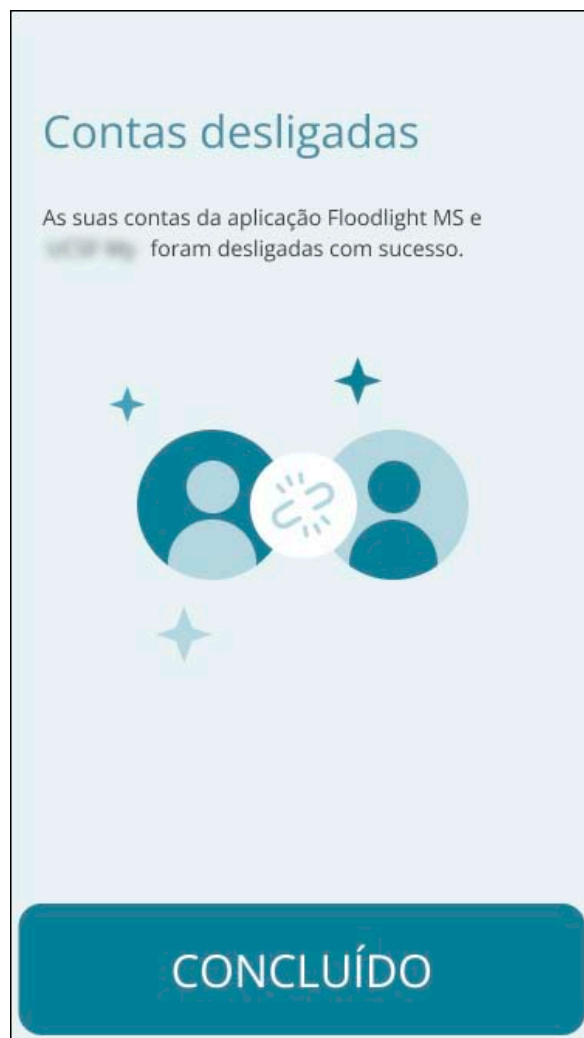 Contas desligadas
As suas contas da aplicação Floodlight MS e
foram desligadas com sucesso.
CONCLUÍDO